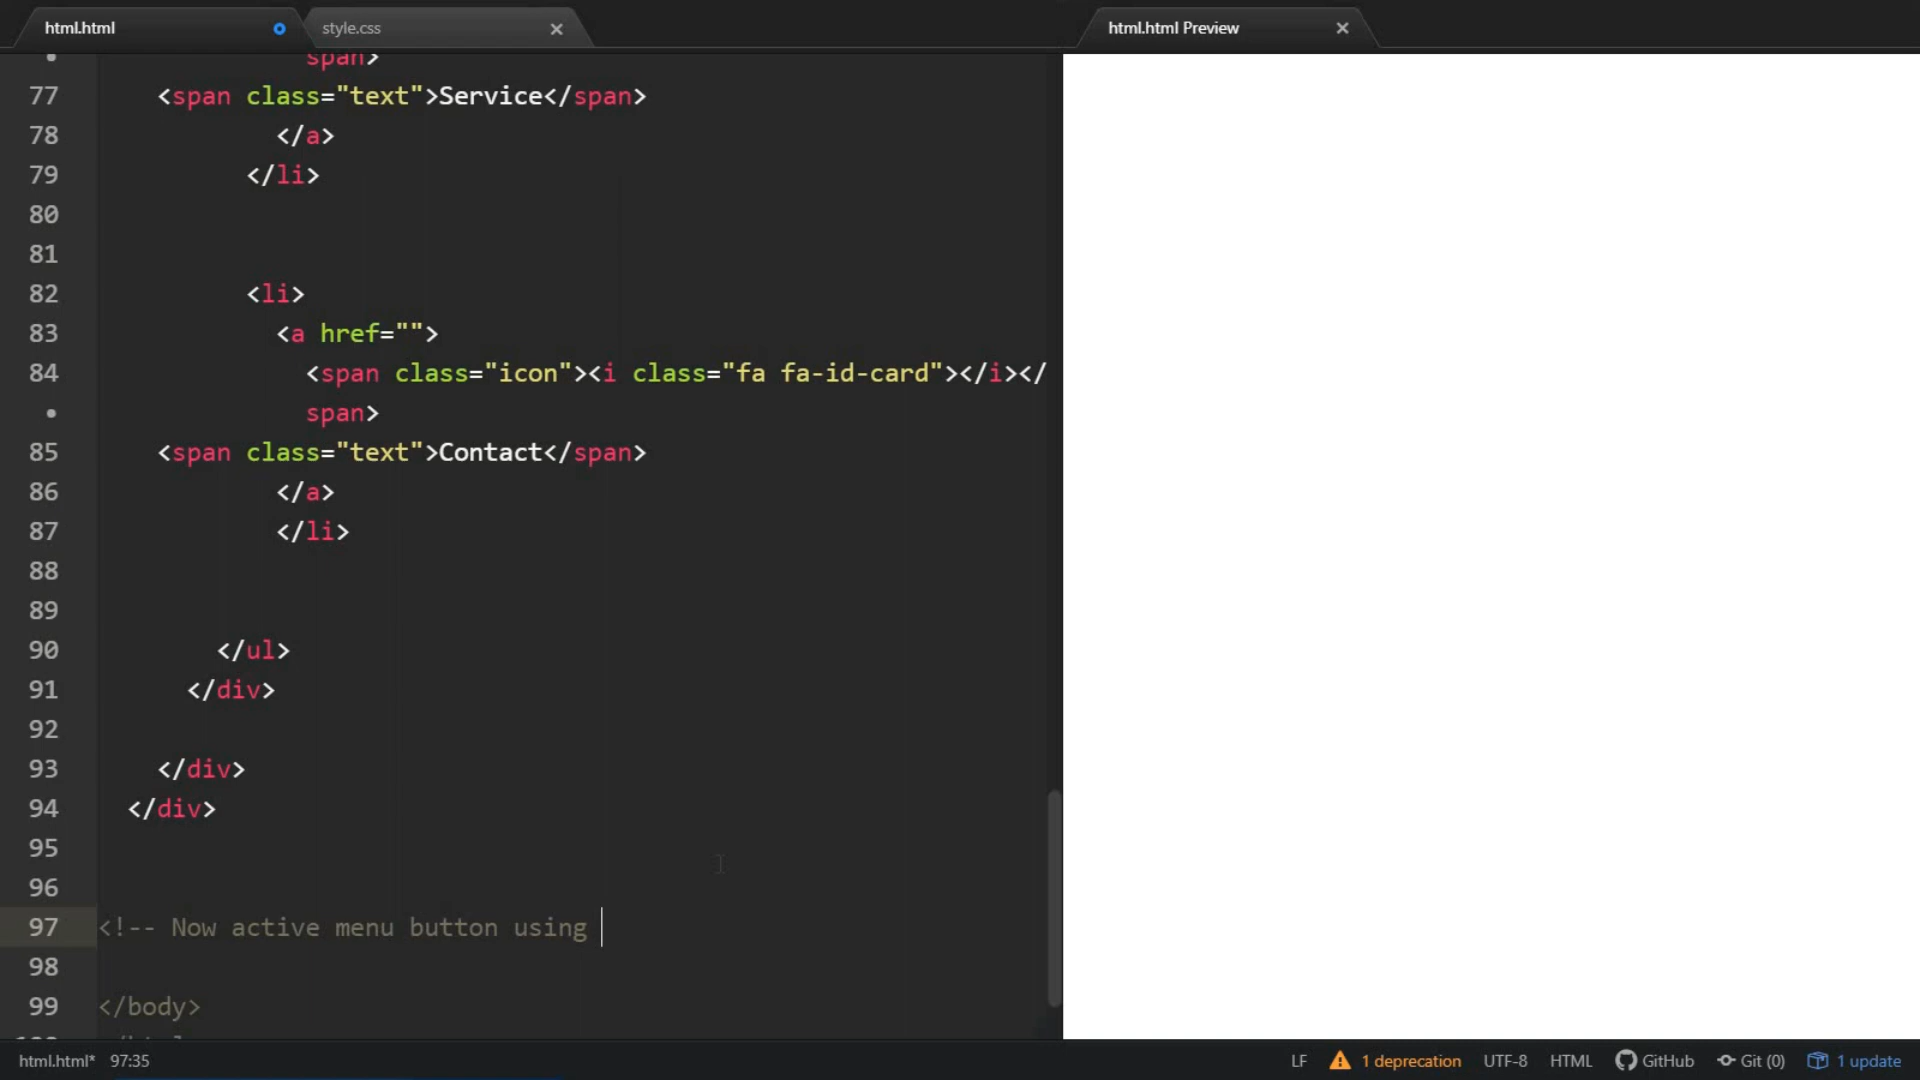 html.html
style.css
html.html Preview
span>
77 <span class="text">Service</span>
78 </a>
79 </li>
80
81
82 <li>
83 <a href="">
84 <span class="icon"><i class="fa fa-id-card"></i></
span>
85 <span class="text">Contact</span>
86 </a>
87 </li>
88
89
90 </ul>
91 </div>
92
93 </div>
94 </div>
95
96
97 <!-- Now active menu button using
98
99 </body>
html.html* 97:35 LF 1 deprecation UTF-8 HTML GitHub Git (0) 1 update